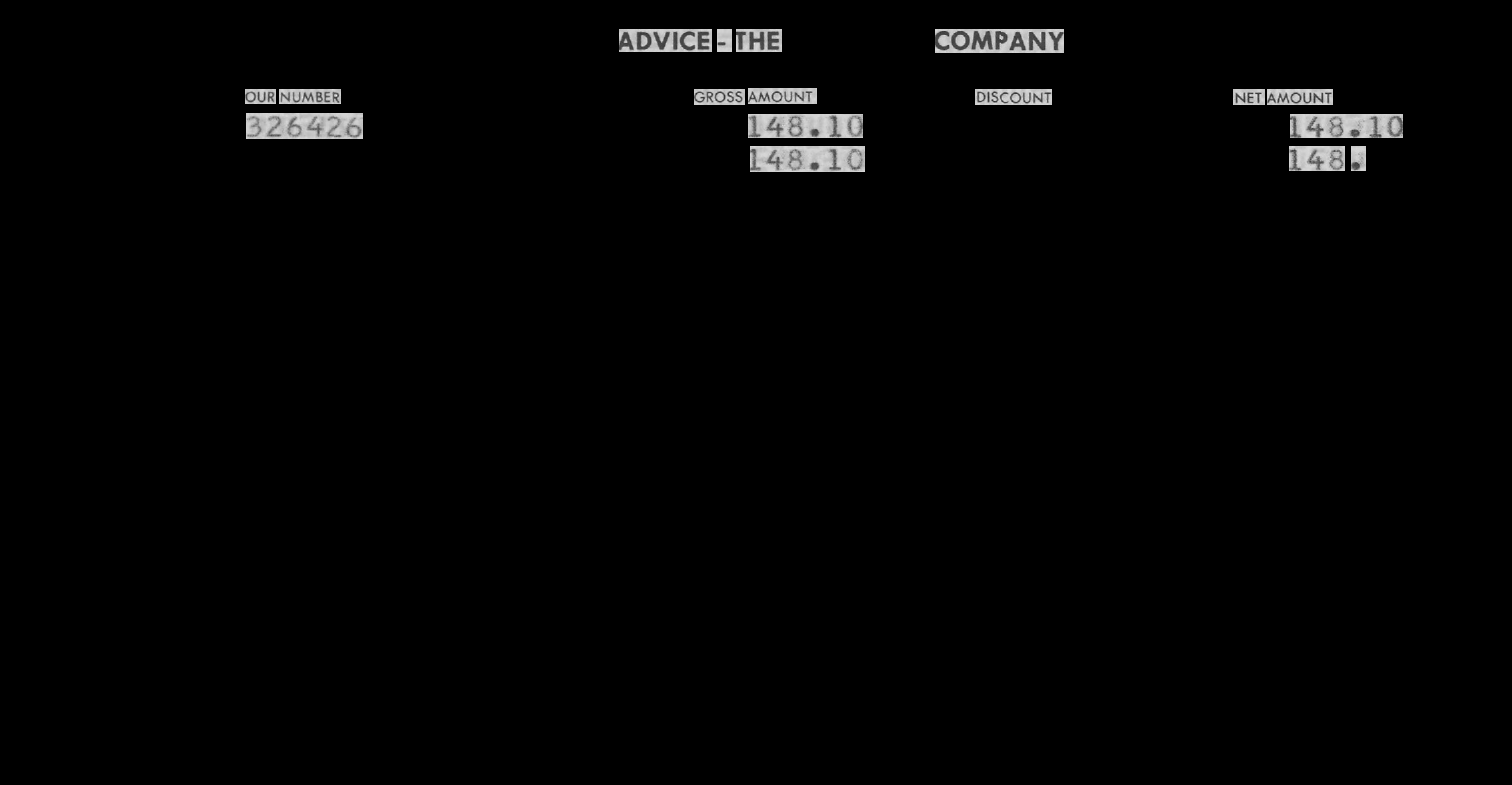 ADVICE - THE COMPANY
OUR NUMBER GROSS AMOUNT DISCOUNT NET AMOUNT
326426 148.10 148.10
148.10 148.